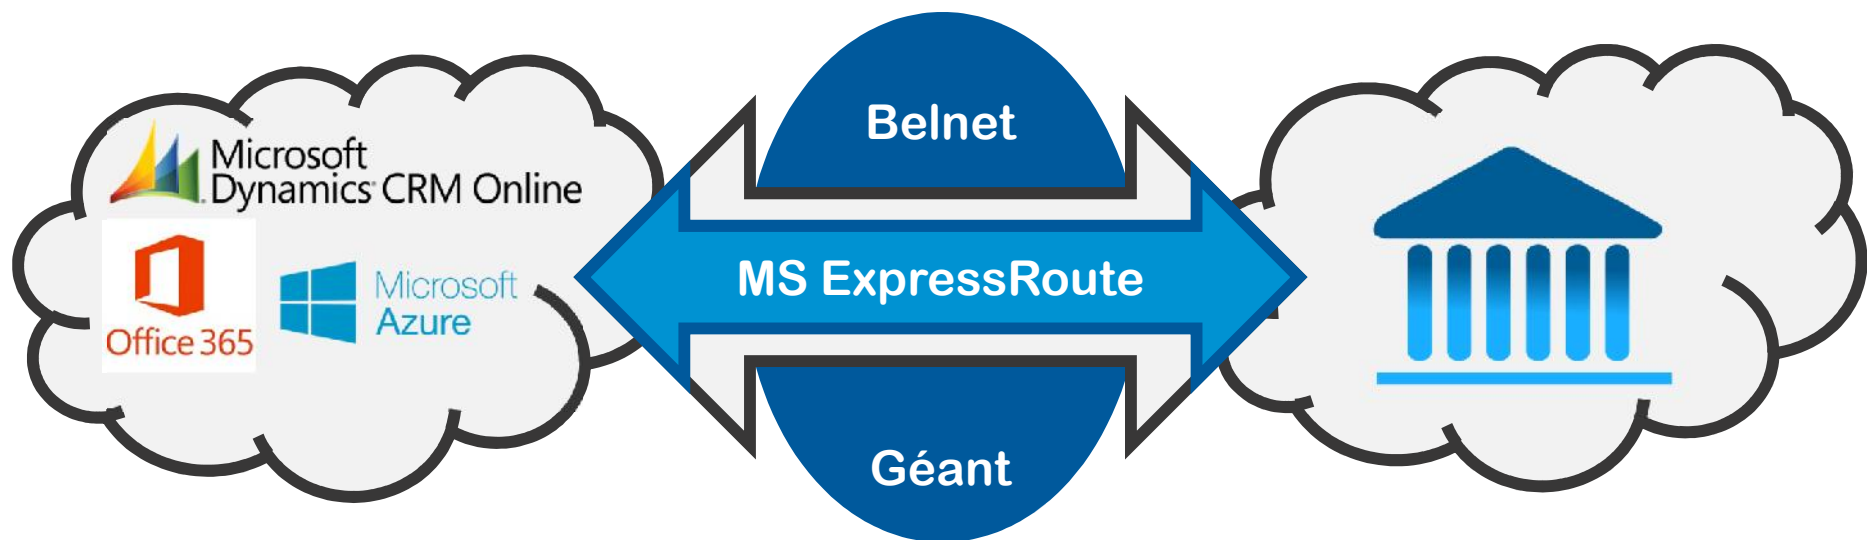 Microsoft
Dynamics CRM Online
Office 365
Microsoft
Azure
Belnet
MS ExpressRoute
Géant